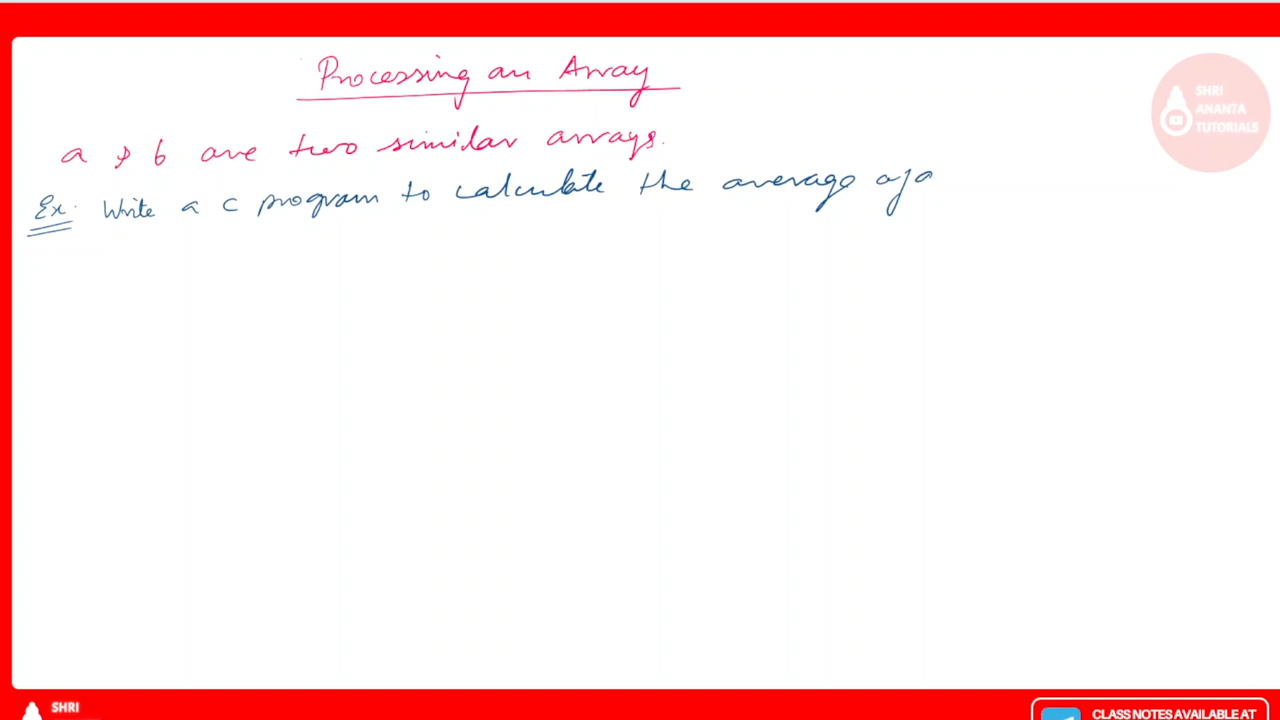 Processing an Array
a & b are two similar arrays.
Ex: Write a c program to calculate the average of a
SHRI
ANANTA
TUTORIALS
SHRI
CLASS NOTES AVAILABLE AT